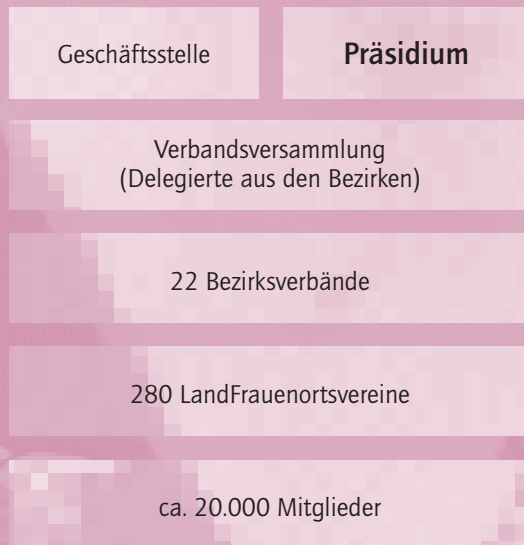 Geschäftsstelle
Präsidium
Verbandsversammlung
(Delegierte aus den Bezirken)
22 Bezirksverbände
280 LandFrauenortsvereine
ca. 20.000 Mitglieder